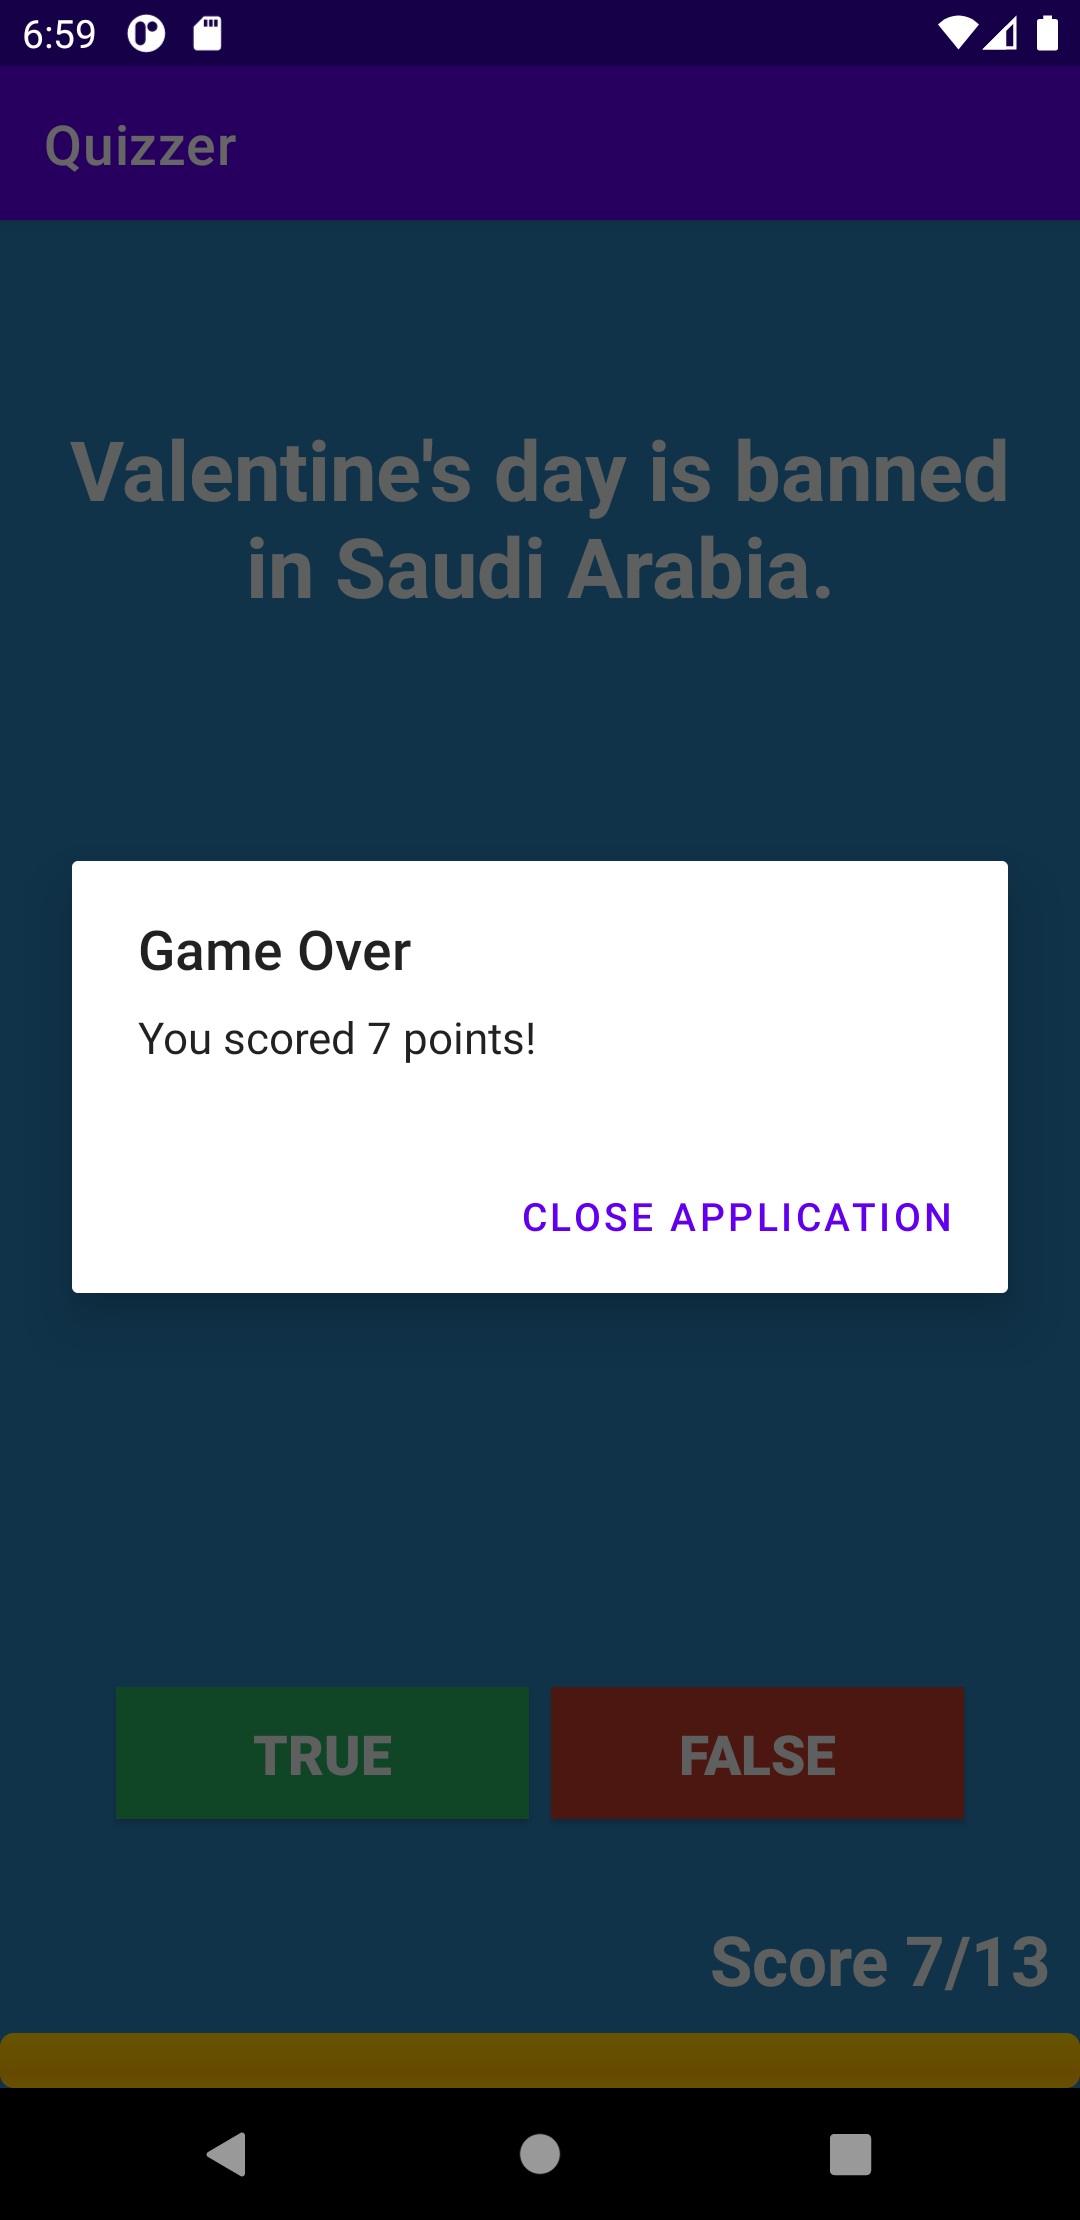 6:59
Quizzer
Valentine's day is banned
in Saudi Arabia.
Game Over
You scored 7 points!
CLOSE APPLICATION
TRUE
FALSE
Score 7/13